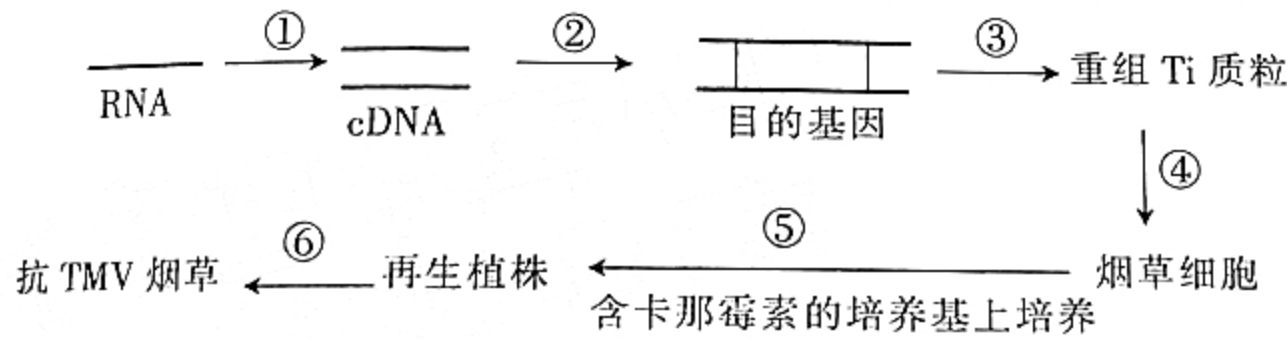 ① ② ③
RNA cDNA 目的基因 重组 Ti 质粒
④
⑥ ⑤
抗 TMV 烟草 再生植株 烟草细胞
含卡那霉素的培养基上培养